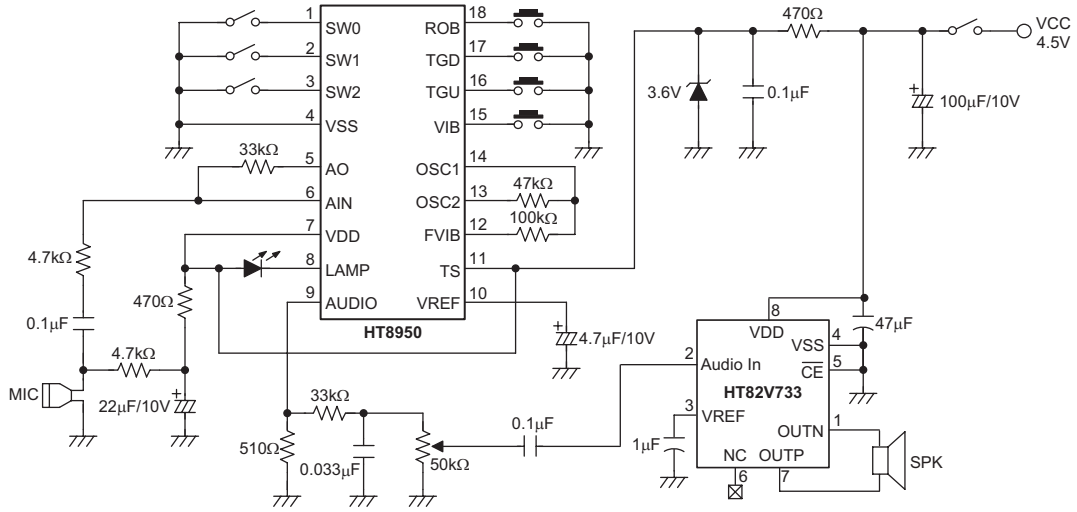 1 SW0
2 SW1
3 SW2
4 VSS
33kΩ
5 AO
6 AIN
7 VDD
8 LAMP
9 AUDIO
ROB 18
TGD 17
TGU 16
VIB 15
OSC1 14
OSC2 13
47kΩ
FVIB 12
100kΩ
TS 11
VREF 10
HT8950
4.7kΩ
0.1μF
470Ω
4.7kΩ
MIC
22μF/10V
510Ω
33kΩ
0.033μF
50kΩ
0.1μF
4.7μF/10V
3.6V
0.1μF
470Ω
100μF/10V
VCC
4.5V
8
VDD
47μF
VSS 4
CE 5
2 Audio In
HT82V733
3 VREF
1μF
OUTN 1
NC OUTP
6 7
SPK